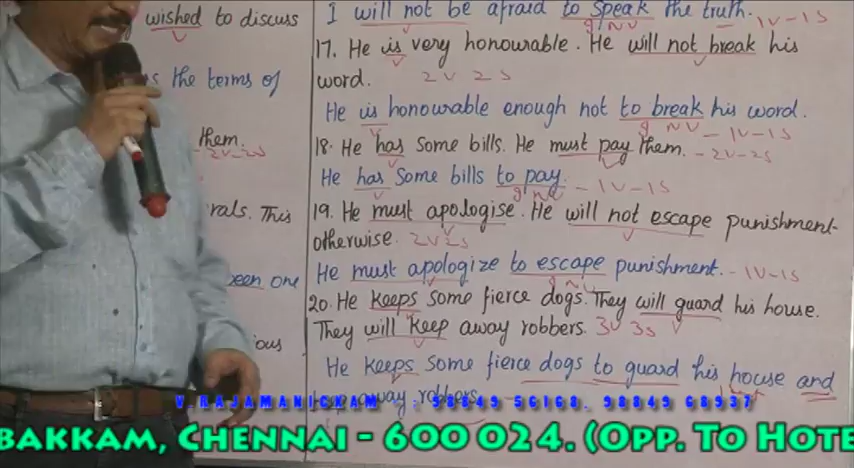 wished to discuss
the terms of
them.
2V-2S
rals. This
been one
ious
I will not be afraid to speak the truth.
g NV 1V-1S
17. He is very honourable. He will not break his
V V
word. 2V 2S
He is honourable enough not to break his word.
V g NV - 1V-1S
18. He has some bills. He must pay them. - 2V-2S
V V
He has some bills to pay. - 1V-1S
V g NV
19. He must apologise. He will not escape punishment
V V
otherwise. 2V 2S
He must apologize to escape punishment. - 1V-1S
V g NV
20. He keeps some fierce dogs. They will guard his house.
V V
They will keep away robbers. 3V 3S
V
He keeps some fierce dogs to guard his house and
V
away robbers.
V.RAJAMANICKAM - 98849 56168. 98849 68937
BAKKAM, CHENNAI - 600 024. (OPP. TO HOTE